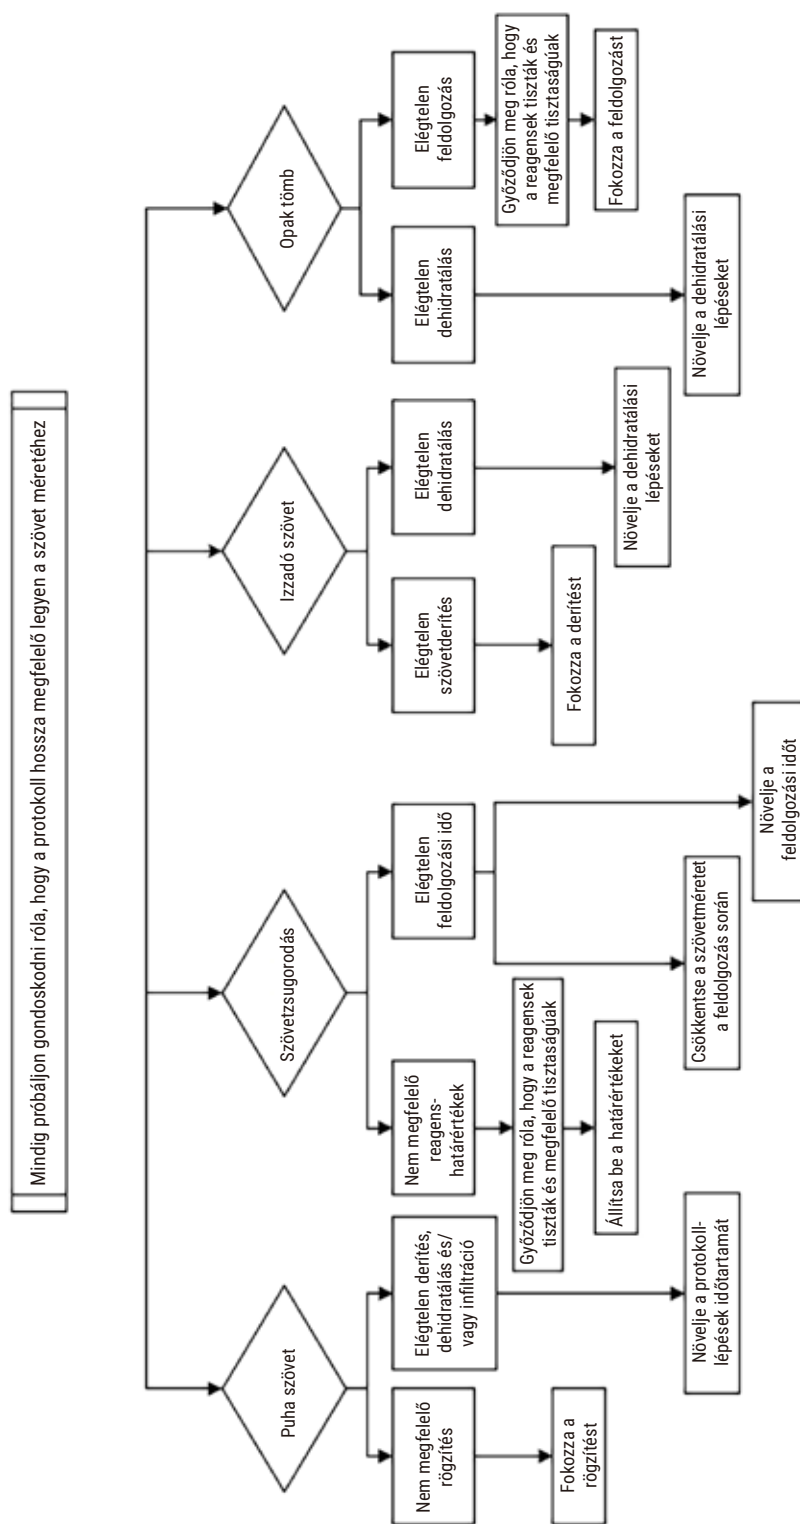 Mindig próbáljon gondoskodni róla, hogy a protokoll hossza megfelelő legyen a szövet méretéhez
Puha szövet
Nem megfelelő
rögzítés
Fokozza a
rögzítést
Elégtelen derítés,
dehidratálás és/
vagy infiltráció
Növelje a protokoll-
lépések időtartamát
Szövetzsugorodás
Nem megfelelő
reagens-
határértékek
Győződjön meg róla, hogy a reagensek
tiszták és megfelelő tisztaságúak
Állítsa be a határértékeket
Elégtelen
feldolgozási idő
Csökkentse a szövetméretet
a feldolgozás során
Növelje a
feldolgozási időt
Izzadó szövet
Elégtelen
szövetderítés
Fokozza a derítést
Elégtelen
dehidratálás
Növelje a dehidratálási
lépéseket
Opak tömb
Elégtelen
dehidratálás
Növelje a dehidratálási
lépéseket
Elégtelen
feldolgozás
Győződjön meg róla, hogy
a reagensek tiszták és
megfelelő tisztaságúak
Fokozza a feldolgozást